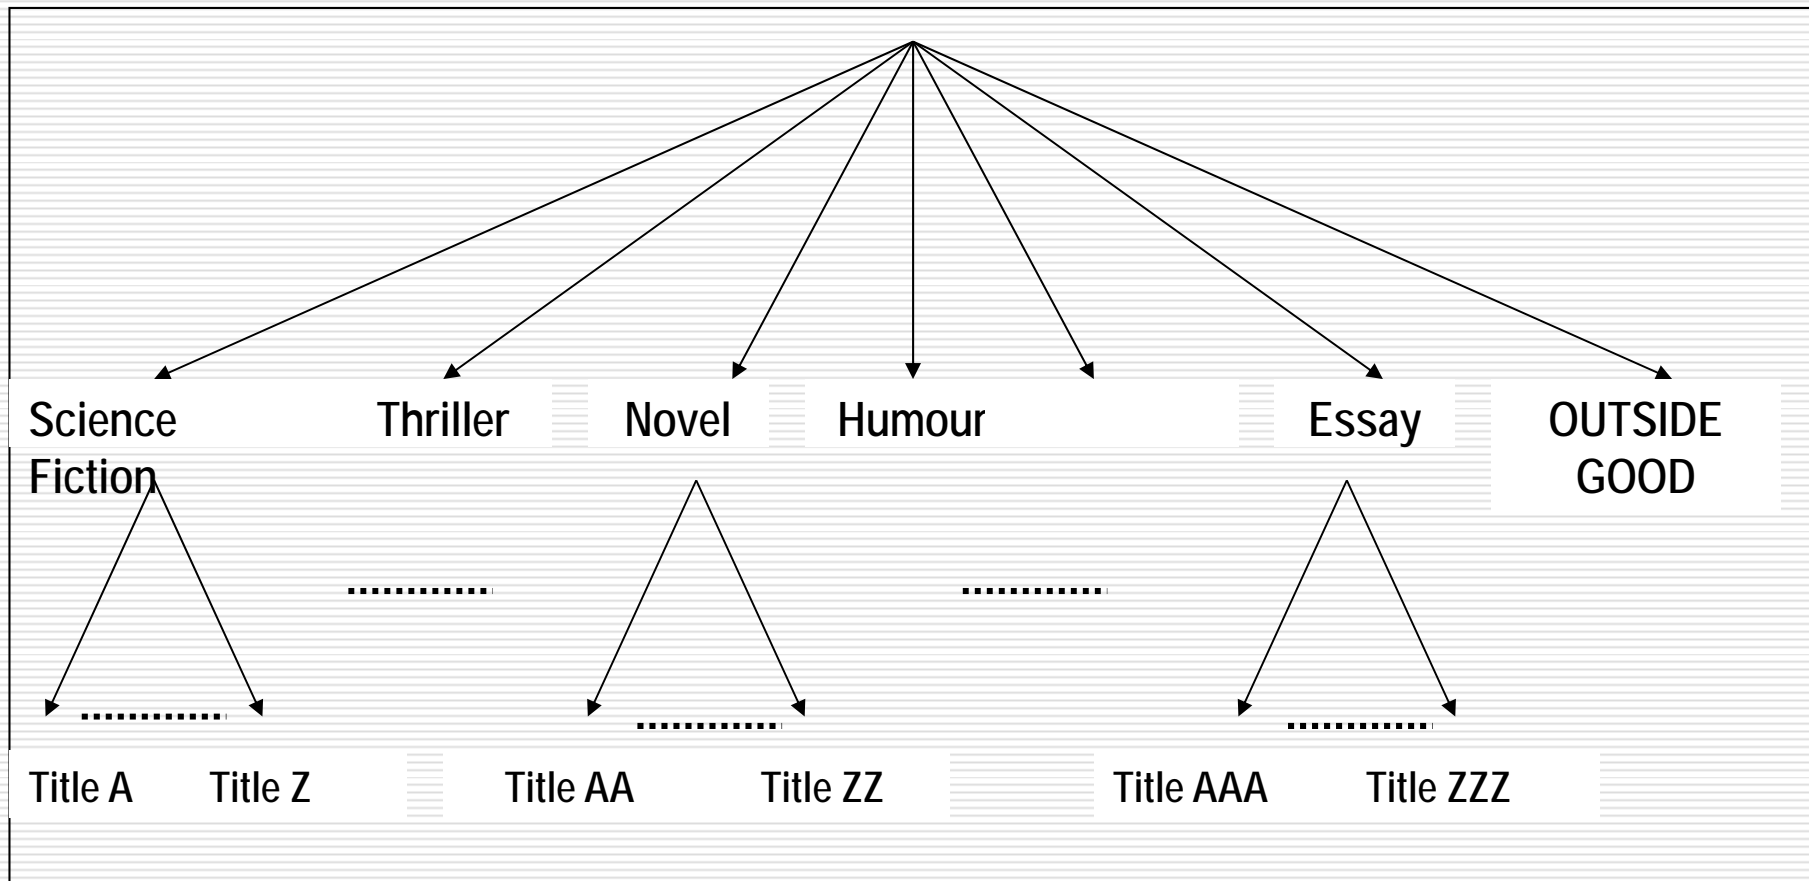 Science Fiction
Thriller
Novel
Humour
Essay
OUTSIDE GOOD
Title A
Title Z
Title AA
Title ZZ
Title AAA
Title ZZZ